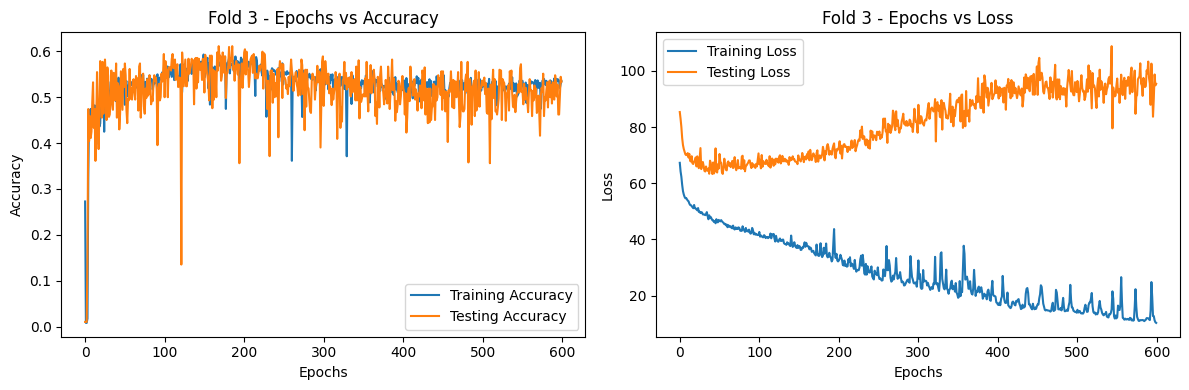 Fold 3 - Epochs vs Accuracy
Accuracy
0.6
0.5
0.4
0.3
0.2
0.1
0.0
Training Accuracy
Testing Accuracy
0 100 200 300 400 500 600
Epochs
Fold 3 - Epochs vs Loss
Loss
Training Loss
Testing Loss
100
80
60
40
20
0 100 200 300 400 500 600
Epochs